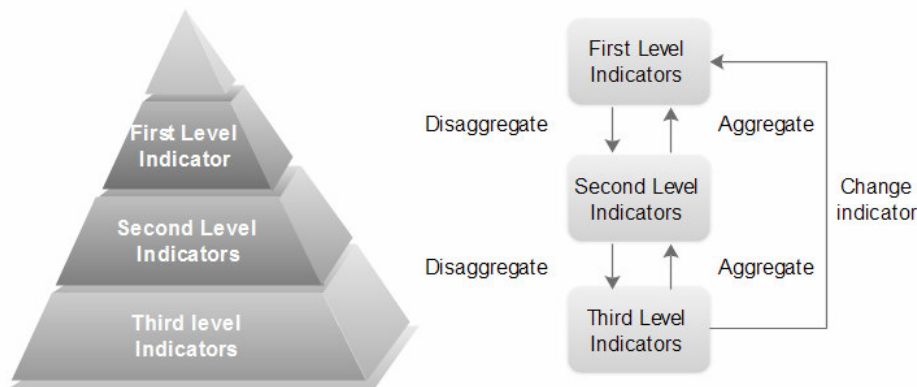 First Level
Indicator
Second Level
Indicators
Third level
Indicators
First Level
Indicators
Disaggregate
Aggregate
Second Level
Indicators
Change
indicator
Disaggregate
Aggregate
Third Level
Indicators